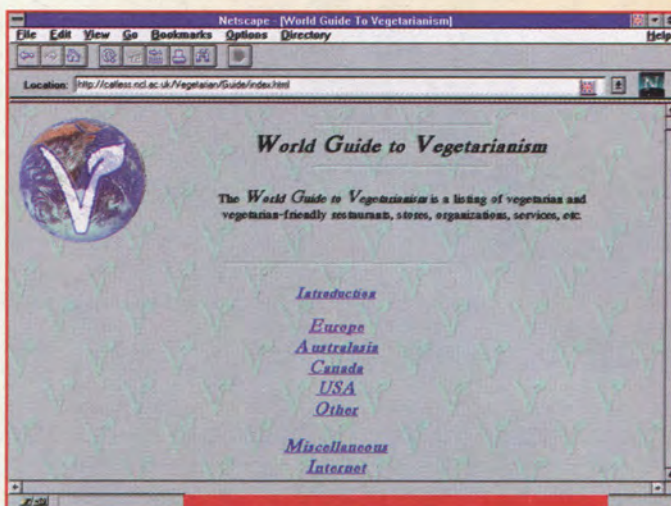 Netscape - [World Guide To Vegetarianism]
File Edit View Go Bookmarks Options Directory Help
Location: http://catless.ncl.ac.uk/Vegetarian/Guide/index.html
N
V
World Guide to Vegetarianism
The World Guide to Vegetarianism is a listing of vegetarian and
vegetarian-friendly restaurants, stores, organizations, services, etc.
Introduction
Europe
Australasia
Canada
USA
Other
Miscellaneous
Internet